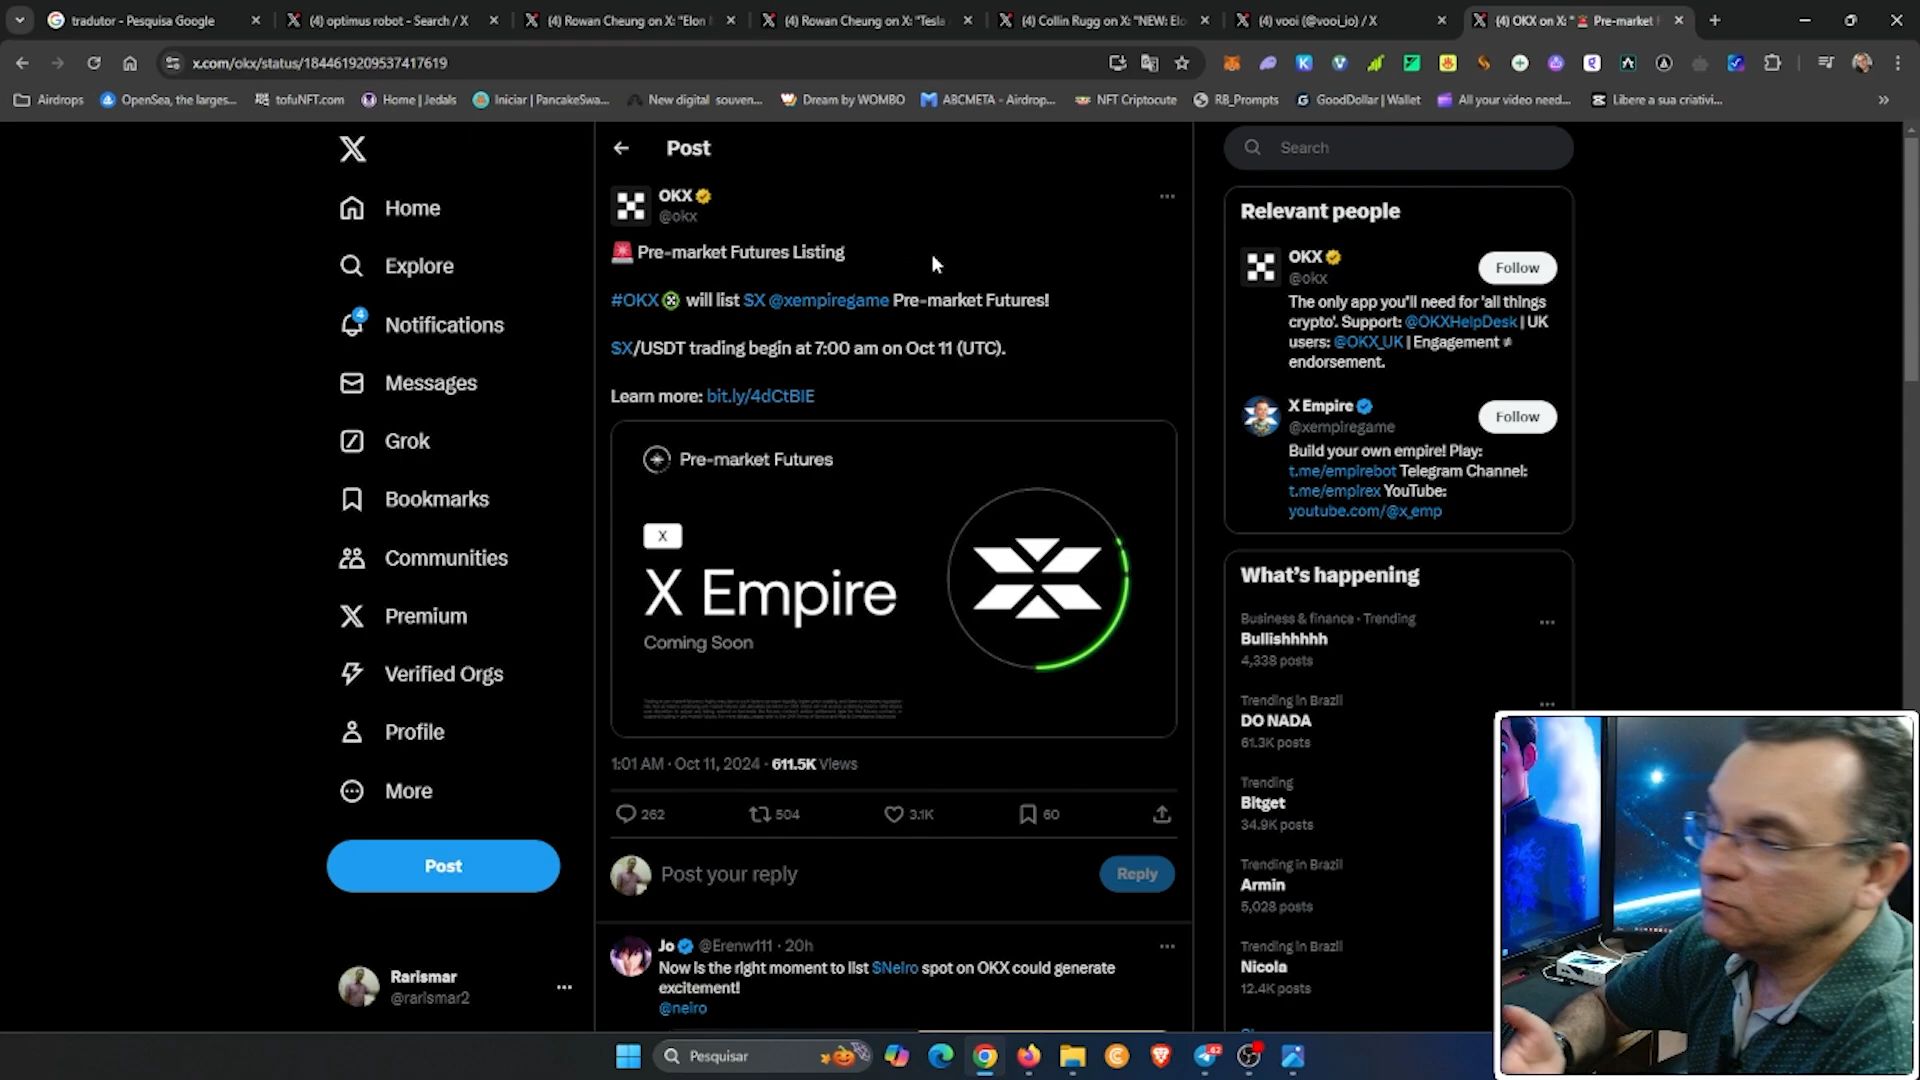 tradutor - Pesquisa Google
(4) optimus robot - Search / X
(4) Rowan Cheung on X: "Elon
(4) Rowan Cheung on X: "Tesla
(4) Collin Rugg on X: "NEW: Elo
(4) vooi (@vooi_io) / X
(4) OKX on X: "🚨 Pre-market
x.com/okx/status/1844619209537417619
Airdrops
OpenSea, the larges...
tofuNFT.com
Home | Jedals
Iniciar | PancakeSwa...
New digital souven...
Dream by WOMBO
ABCMETA - Airdrop...
NFT Criptocute
RB_Prompts
GoodDollar | Wallet
All your video need...
Libere a sua criativi...
Home
Explore
4
Notifications
Messages
Grok
Bookmarks
Communities
Premium
Verified Orgs
Profile
More
Post
Rarismar
@rarismar2
Post
OKX
@okx
🚨 Pre-market Futures Listing
#OKX will list $X @xempiregame Pre-market Futures!
$X/USDT trading begin at 7:00 am on Oct 11 (UTC).
Learn more: bit.ly/4dCtBIE
Pre-market Futures
X
X Empire
Coming Soon
1:01 AM · Oct 11, 2024 · 611.5K Views
262
504
3.1K
60
Post your reply
Reply
Jo @Erenw111 · 20h
Now is the right moment to list $Neiro spot on OKX could generate
excitement!
@neiro
Search
Relevant people
OKX
@okx
Follow
The only app you'll need for 'all things
crypto'. Support: @OKXHelpDesk | UK
users: @OKX_UK | Engagement ≠
endorsement.
X Empire
@xempiregame
Follow
Build your own empire! Play:
t.me/empirebot Telegram Channel:
t.me/empirex YouTube:
youtube.com/@x_emp
What's happening
Business & finance · Trending
Bullishhhhh
4,338 posts
Trending in Brazil
DO NADA
61.3K posts
Trending
Bitget
34.9K posts
Trending in Brazil
Armin
5,028 posts
Trending in Brazil
Nicola
12.4K posts
Pesquisar